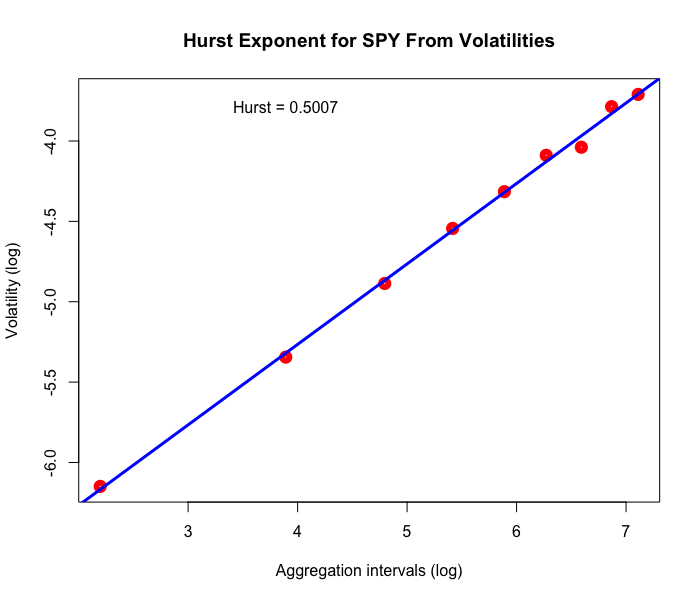 Hurst Exponent for SPY From Volatilities
Hurst = 0.5007
Volatility (log)
-4.0
-4.5
-5.0
-5.5
-6.0
3 4 5 6 7
Aggregation intervals (log)